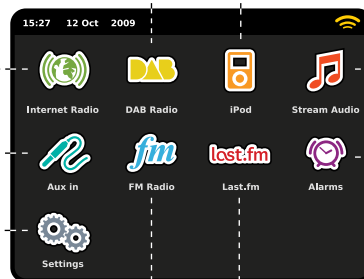 15:27 12 Oct 2009
DAB fm last.fm
Internet Radio DAB Radio iPod Stream Audio
Aux in FM Radio Last.fm Alarms
Settings